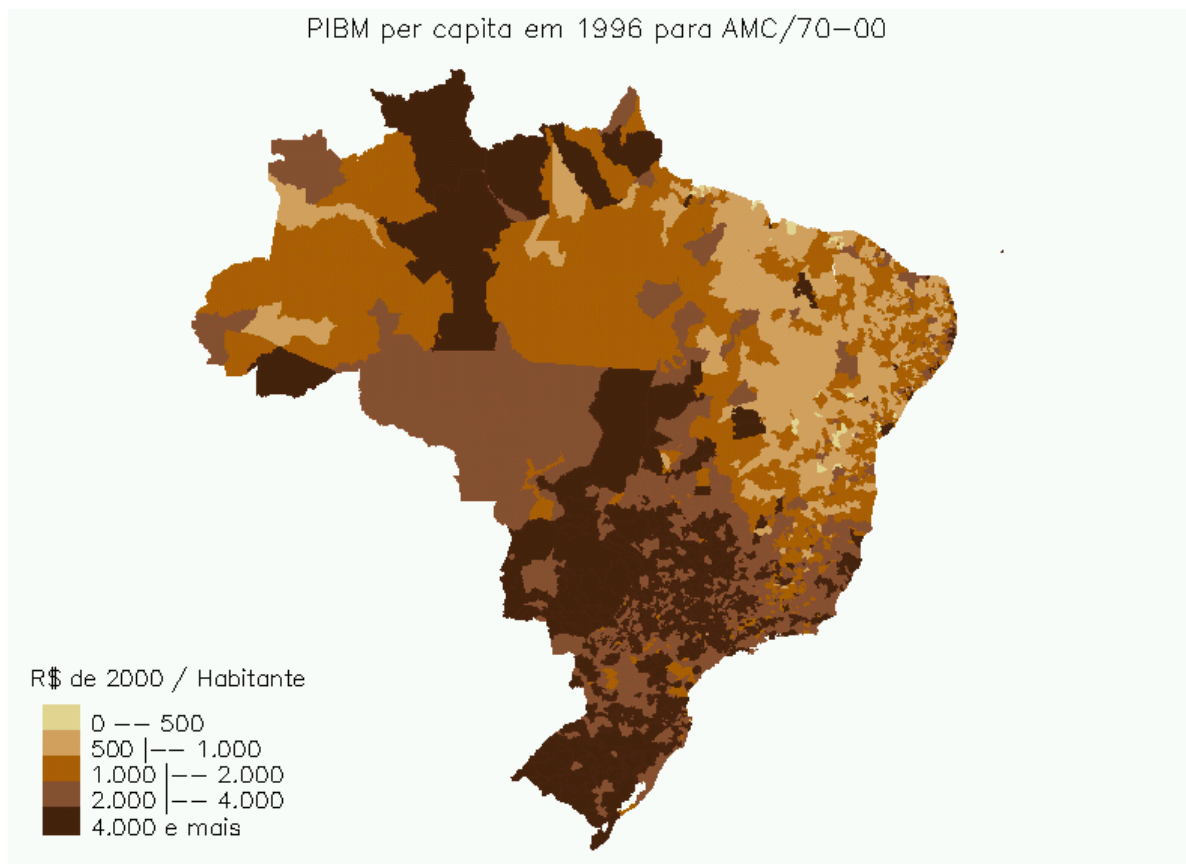 PIBM per capita em 1996 para AMC/70-00
R$ de 2000 / Habitante
0 -- 500
500 |-- 1.000
1.000 |-- 2.000
2.000 |-- 4.000
4.000 e mais